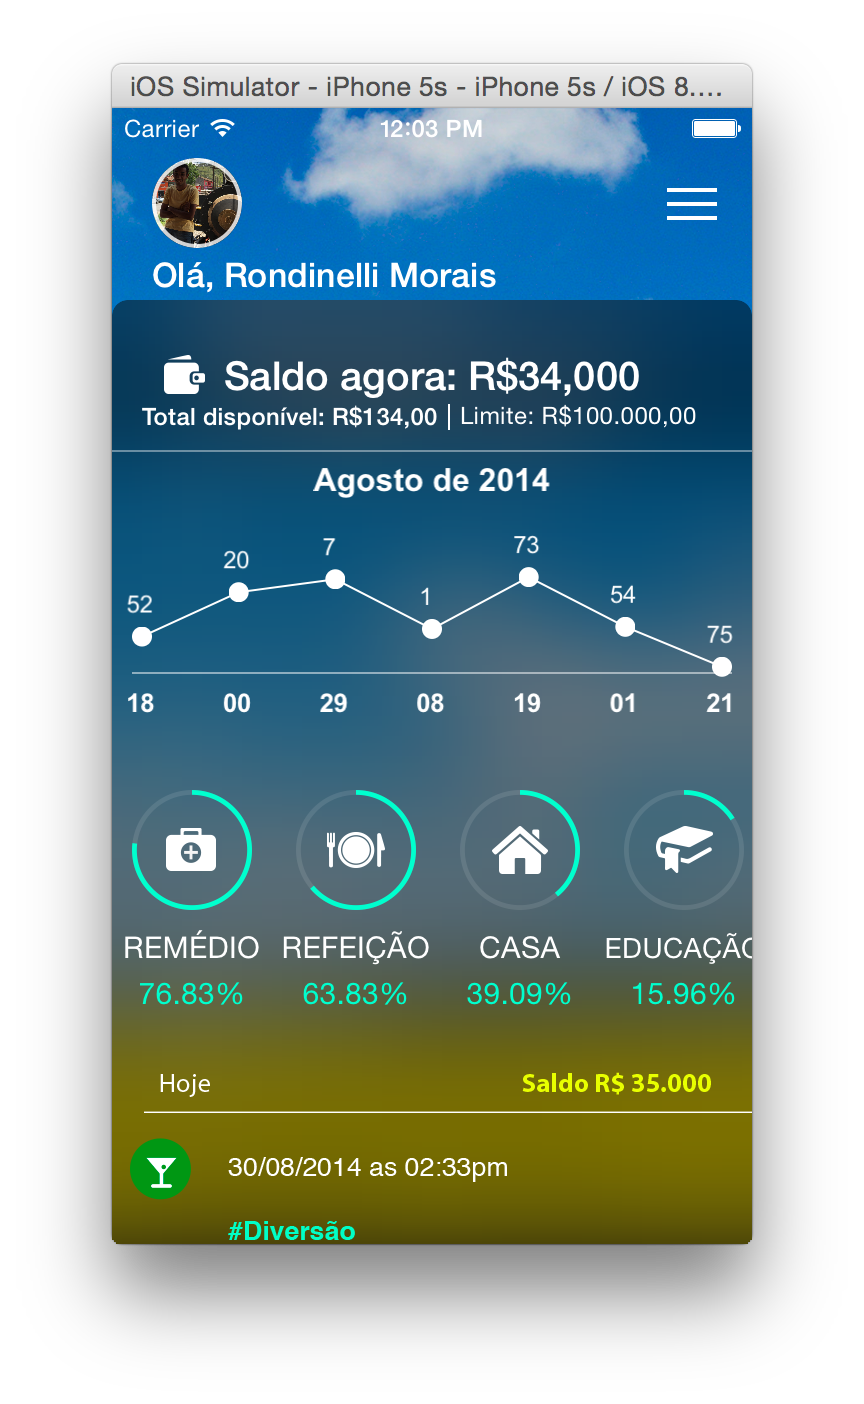 iOS Simulator - iPhone 5s - iPhone 5s / iOS 8....
Carrier 12:03 PM
Olá, Rondinelli Morais
Saldo agora: R$34,000
Total disponível: R$134,00 | Limite: R$100.000,00
Agosto de 2014
52 20 7 1 73 54 75
18 00 29 08 19 01 21
REMÉDIO REFEIÇÃO CASA EDUCAÇÃO
76.83% 63.83% 39.09% 15.96%
Hoje Saldo R$ 35.000
30/08/2014 as 02:33pm
#Diversão